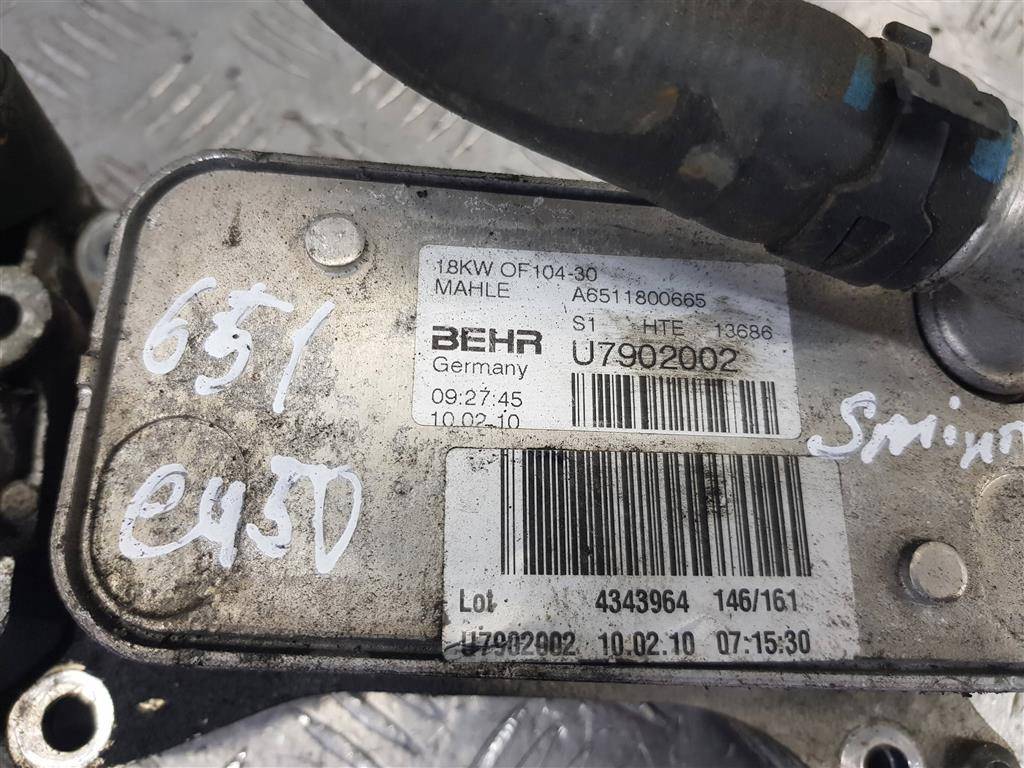 18KW OF104-30
MAHLE A6511800665
S1 HTE 13686
BEHR U7902002
Germany
09:27:45
10.02.10
651
Lot 4343964 146/161
U7902002 10.02.10 07:15:30